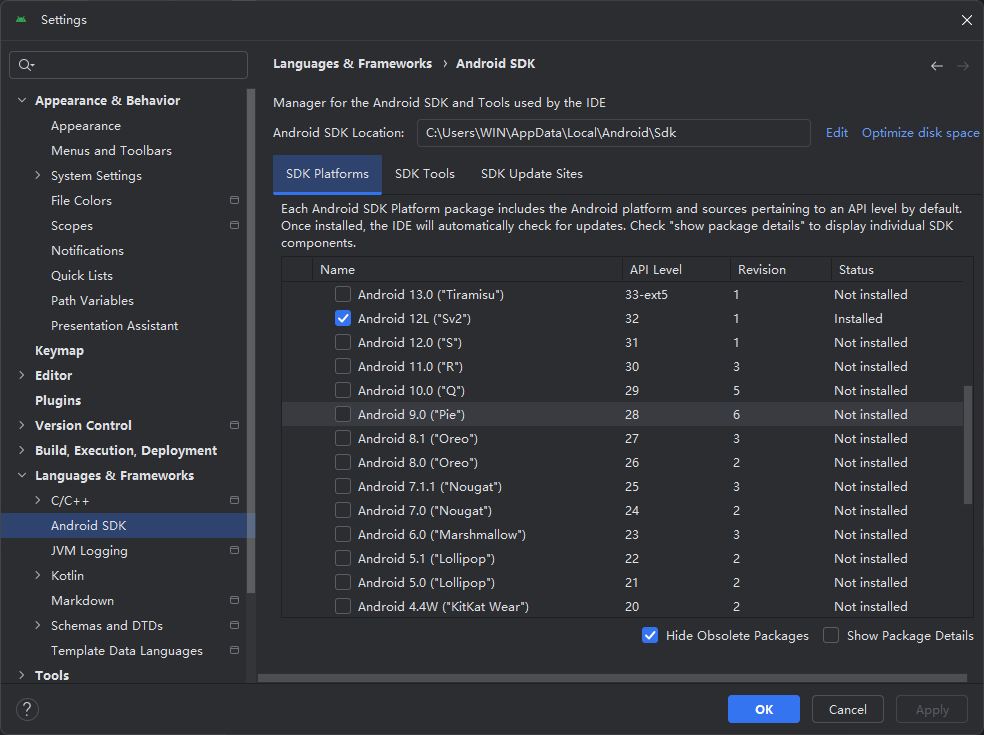 Settings
Languages & Frameworks › Android SDK
Manager for the Android SDK and Tools used by the IDE
Android SDK Location: C:\Users\WIN\AppData\Local\Android\Sdk Edit Optimize disk space
SDK Platforms SDK Tools SDK Update Sites
Each Android SDK Platform package includes the Android platform and sources pertaining to an API level by default.
Once installed, the IDE will automatically check for updates. Check "show package details" to display individual SDK
components.
Name API Level Revision Status
Android 13.0 ("Tiramisu") 33-ext5 1 Not installed
Android 12L ("Sv2") 32 1 Installed
Android 12.0 ("S") 31 1 Not installed
Android 11.0 ("R") 30 3 Not installed
Android 10.0 ("Q") 29 5 Not installed
Android 9.0 ("Pie") 28 6 Not installed
Android 8.1 ("Oreo") 27 3 Not installed
Android 8.0 ("Oreo") 26 2 Not installed
Android 7.1.1 ("Nougat") 25 3 Not installed
Android 7.0 ("Nougat") 24 2 Not installed
Android 6.0 ("Marshmallow") 23 3 Not installed
Android 5.1 ("Lollipop") 22 2 Not installed
Android 5.0 ("Lollipop") 21 2 Not installed
Android 4.4W ("KitKat Wear") 20 2 Not installed
Hide Obsolete Packages Show Package Details
Appearance & Behavior
Appearance
Menus and Toolbars
System Settings
File Colors
Scopes
Notifications
Quick Lists
Path Variables
Presentation Assistant
Keymap
Editor
Plugins
Version Control
Build, Execution, Deployment
Languages & Frameworks
C/C++
Android SDK
JVM Logging
Kotlin
Markdown
Schemas and DTDs
Template Data Languages
Tools
?
OK Cancel Apply